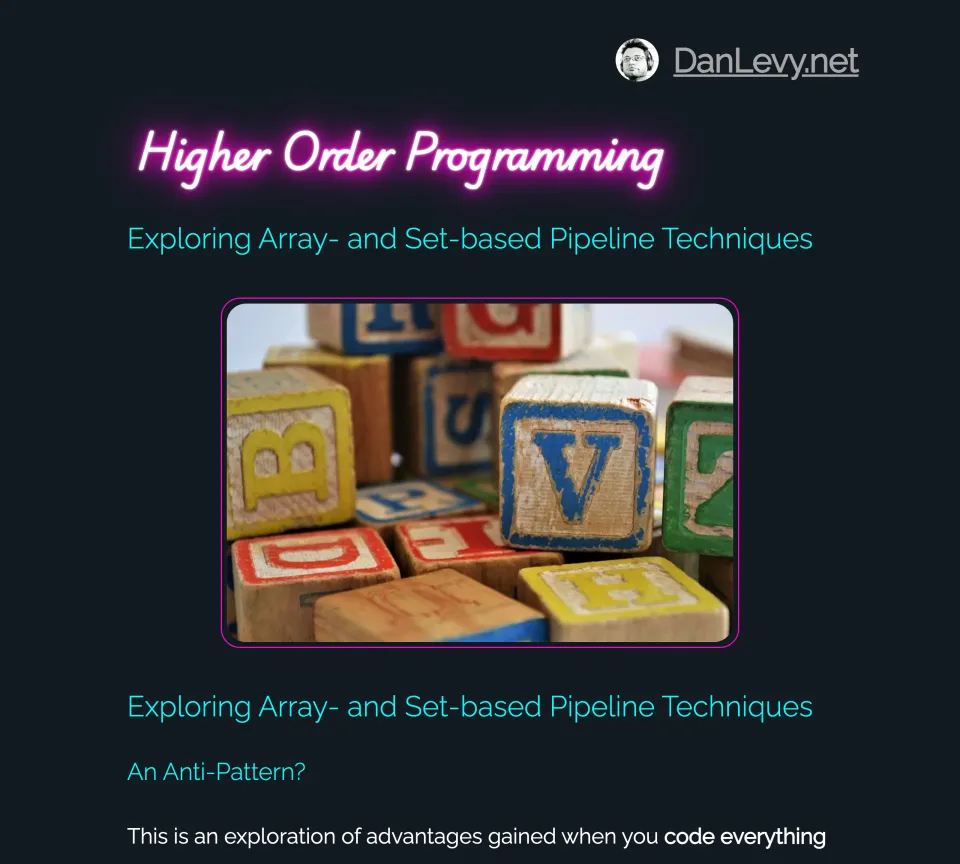 DanLevy.net
Higher Order Programming
Exploring Array- and Set-based Pipeline Techniques
R G
B S V Z
P
D T H
Exploring Array- and Set-based Pipeline Techniques
An Anti-Pattern?
This is an exploration of advantages gained when you code everything